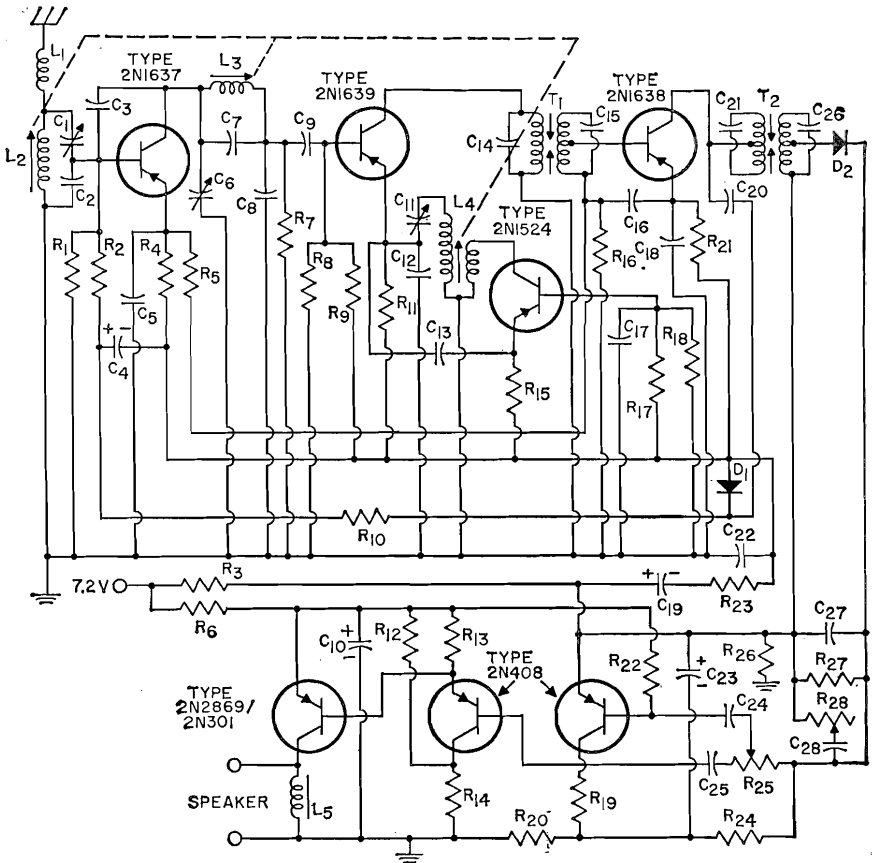 L1
L2
C3
C1
C2
TYPE
2N1637
L3
C7
C6
C8
C9
R7
TYPE
2N1639
C14
T1
C15
TYPE
2N1638
C21
T2
C26
D2
C20
R1
R2
R4
R5
C5
C4
+ -
R8
R9
R11
C11
C12
L4
TYPE
2N1524
C13
R15
C16
R16
C18
R21
C17
R17
R18
D1
R10
C22
7.2V
R3
R6
+ -
C19
R23
C10
+
-
R12
R13
TYPE
2N408
R22
C23
+
-
R26
C27
R27
R28
C28
TYPE
2N2869/
2N301
C24
C25
R25
SPEAKER
L5
R14
R20
R19
R24